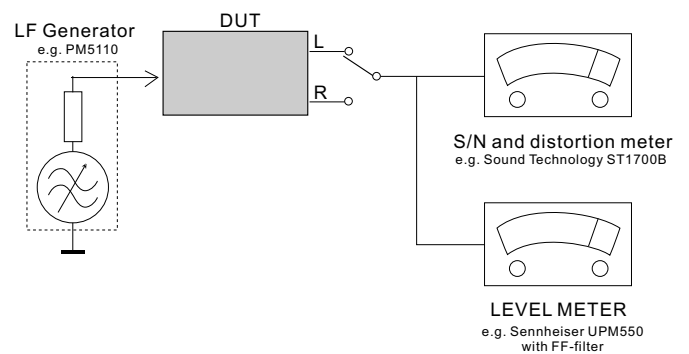 LF Generator
e.g. PM5110
DUT
L
R
S/N and distortion meter
e.g. Sound Technology ST1700B
LEVEL METER
e.g. Sennheiser UPM550
with FF-filter